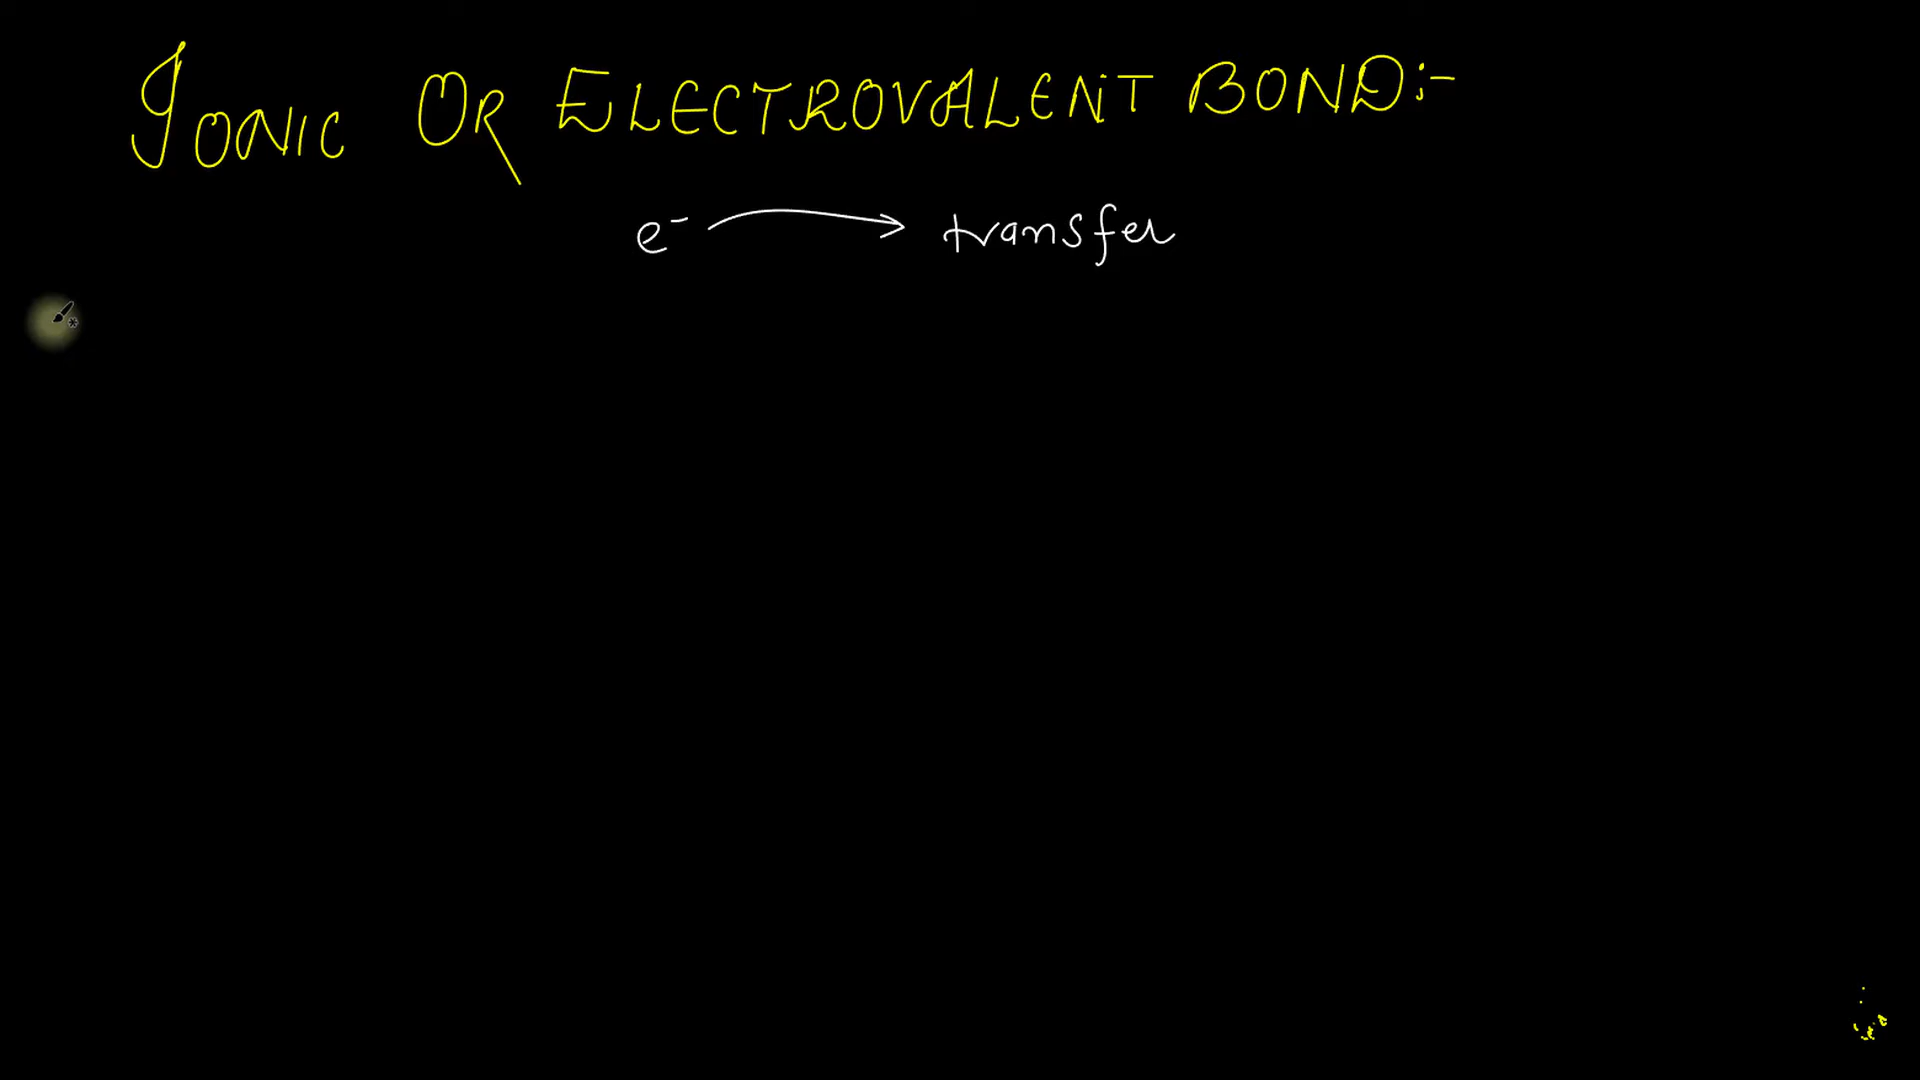 IONIC OR ELECTROVALENT BOND:-
e⁻ → transfer